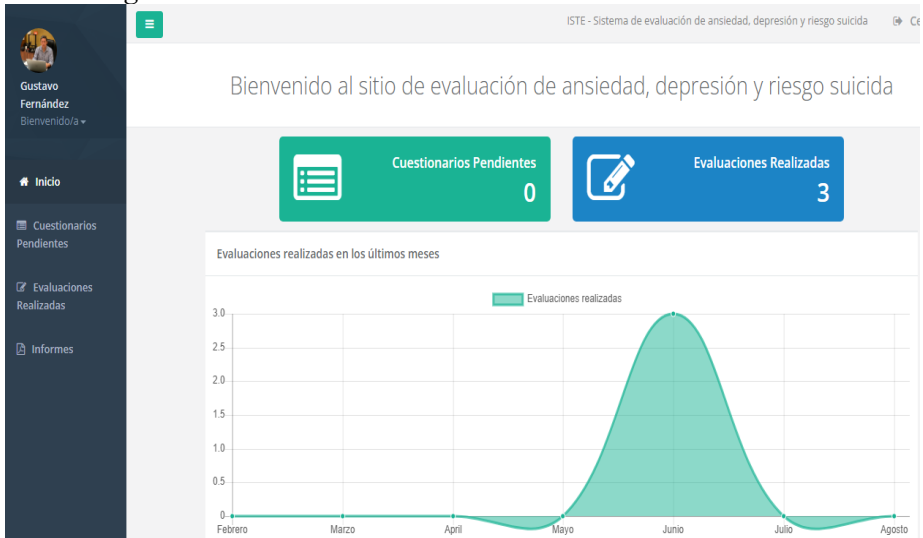 Gustavo
Fernández
Bienvenido/a
Inicio
Cuestionarios
Pendientes
Evaluaciones
Realizadas
Informes
ISTE - Sistema de evaluación de ansiedad, depresión y riesgo suicida
Ce
Bienvenido al sitio de evaluación de ansiedad, depresión y riesgo suicida
Cuestionarios Pendientes
0
Evaluaciones Realizadas
3
Evaluaciones realizadas en los últimos meses
Evaluaciones realizadas
3.0
2.5
2.0
1.5
1.0
0.5
0
Febrero Marzo April Mayo Junio Julio Agosto